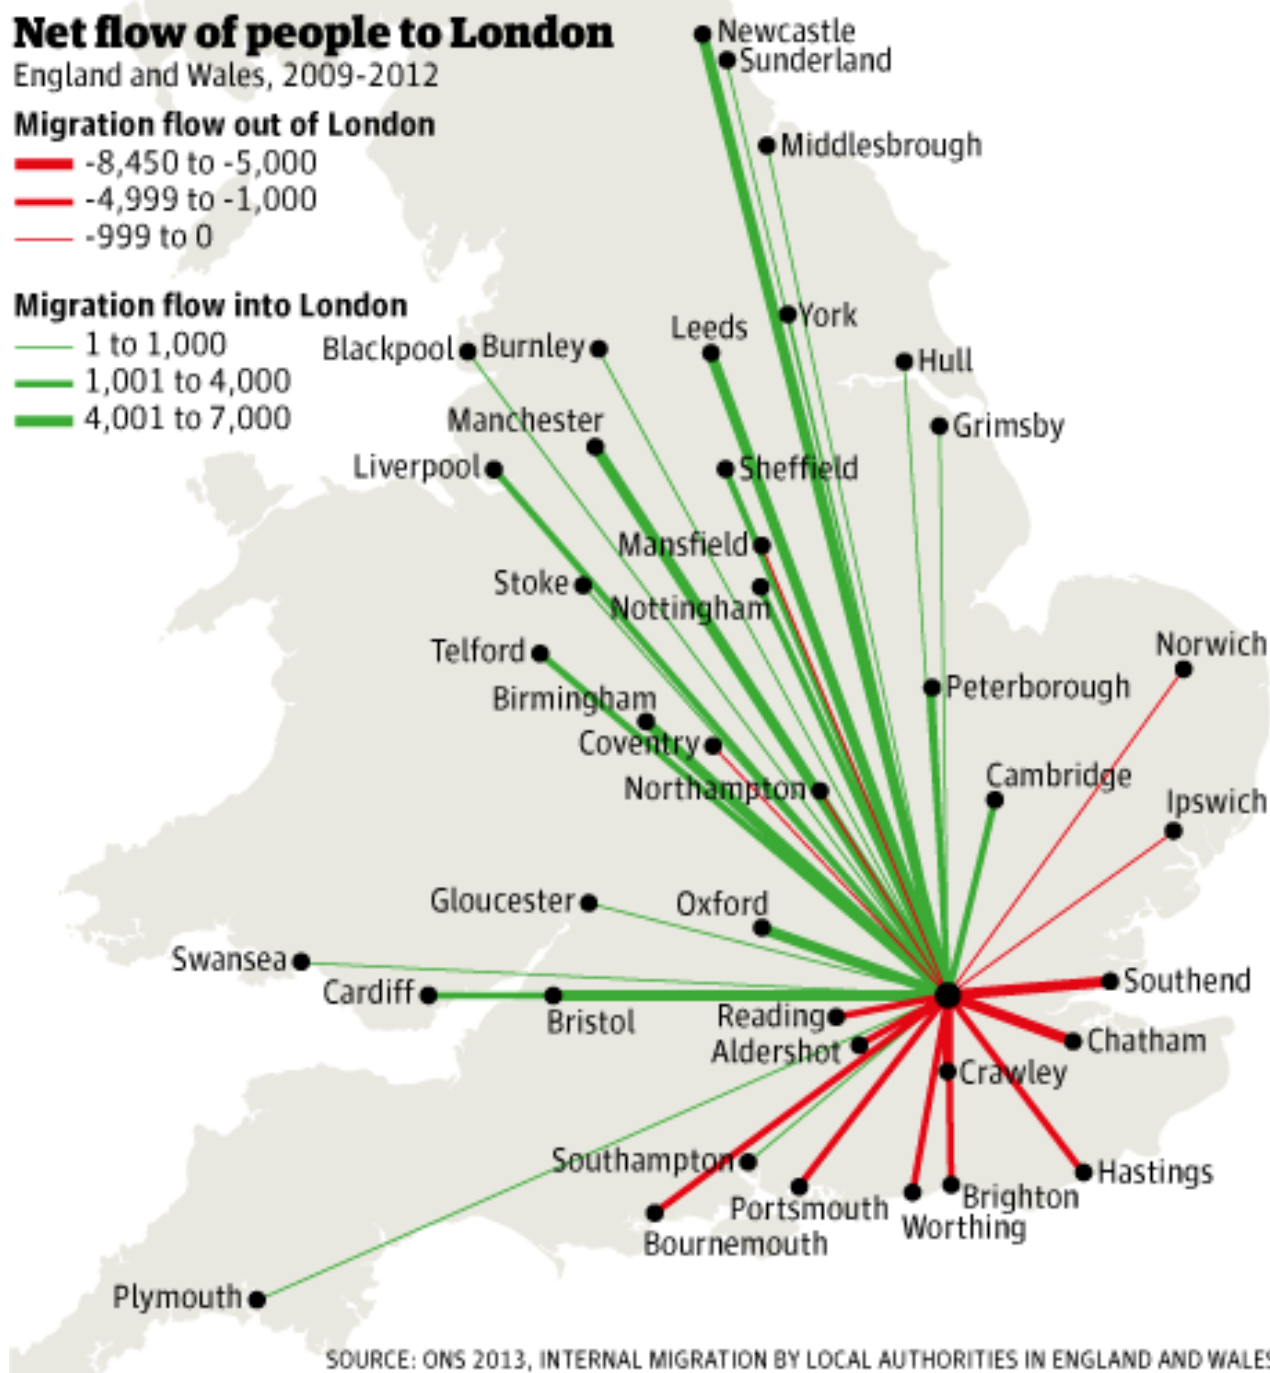 Net flow of people to London
England and Wales, 2009-2012
Migration flow out of London
-8,450 to -5,000
-4,999 to -1,000
-999 to 0
Migration flow into London
1 to 1,000
1,001 to 4,000
4,001 to 7,000
Newcastle
Sunderland
Middlesbrough
York
Leeds
Blackpool
Burnley
Hull
Manchester
Grimsby
Liverpool
Sheffield
Mansfield
Stoke
Nottingham
Norwich
Telford
Peterborough
Birmingham
Coventry
Cambridge
Northampton
Ipswich
Gloucester
Oxford
Swansea
Southend
Cardiff
Reading
Bristol
Chatham
Aldershot
Crawley
Southampton
Hastings
Brighton
Portsmouth
Worthing
Bournemouth
Plymouth
SOURCE: ONS 2013, INTERNAL MIGRATION BY LOCAL AUTHORITIES IN ENGLAND AND WALES